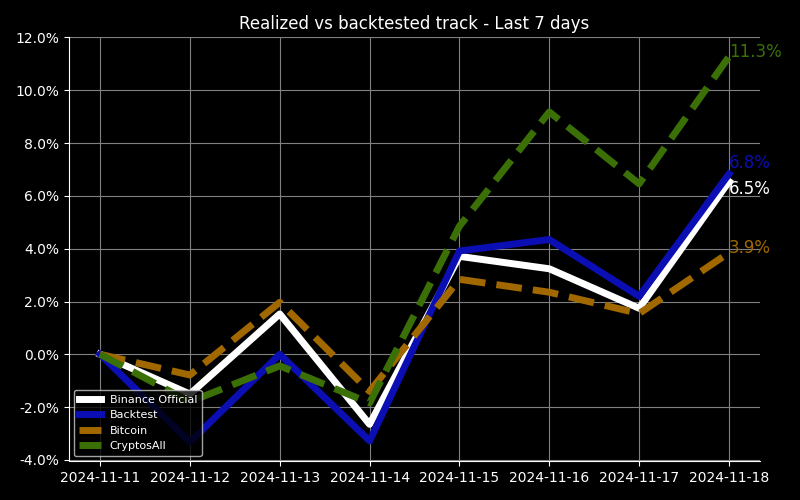 Realized vs backtested track - Last 7 days
12.0%
10.0%
8.0%
6.0%
4.0%
2.0%
0.0%
-2.0%
-4.0%
11.3%
6.8%
6.5%
3.9%
Binance Official
Backtest
Bitcoin
CryptosAll
2024-11-11 2024-11-12 2024-11-13 2024-11-14 2024-11-15 2024-11-16 2024-11-17 2024-11-18